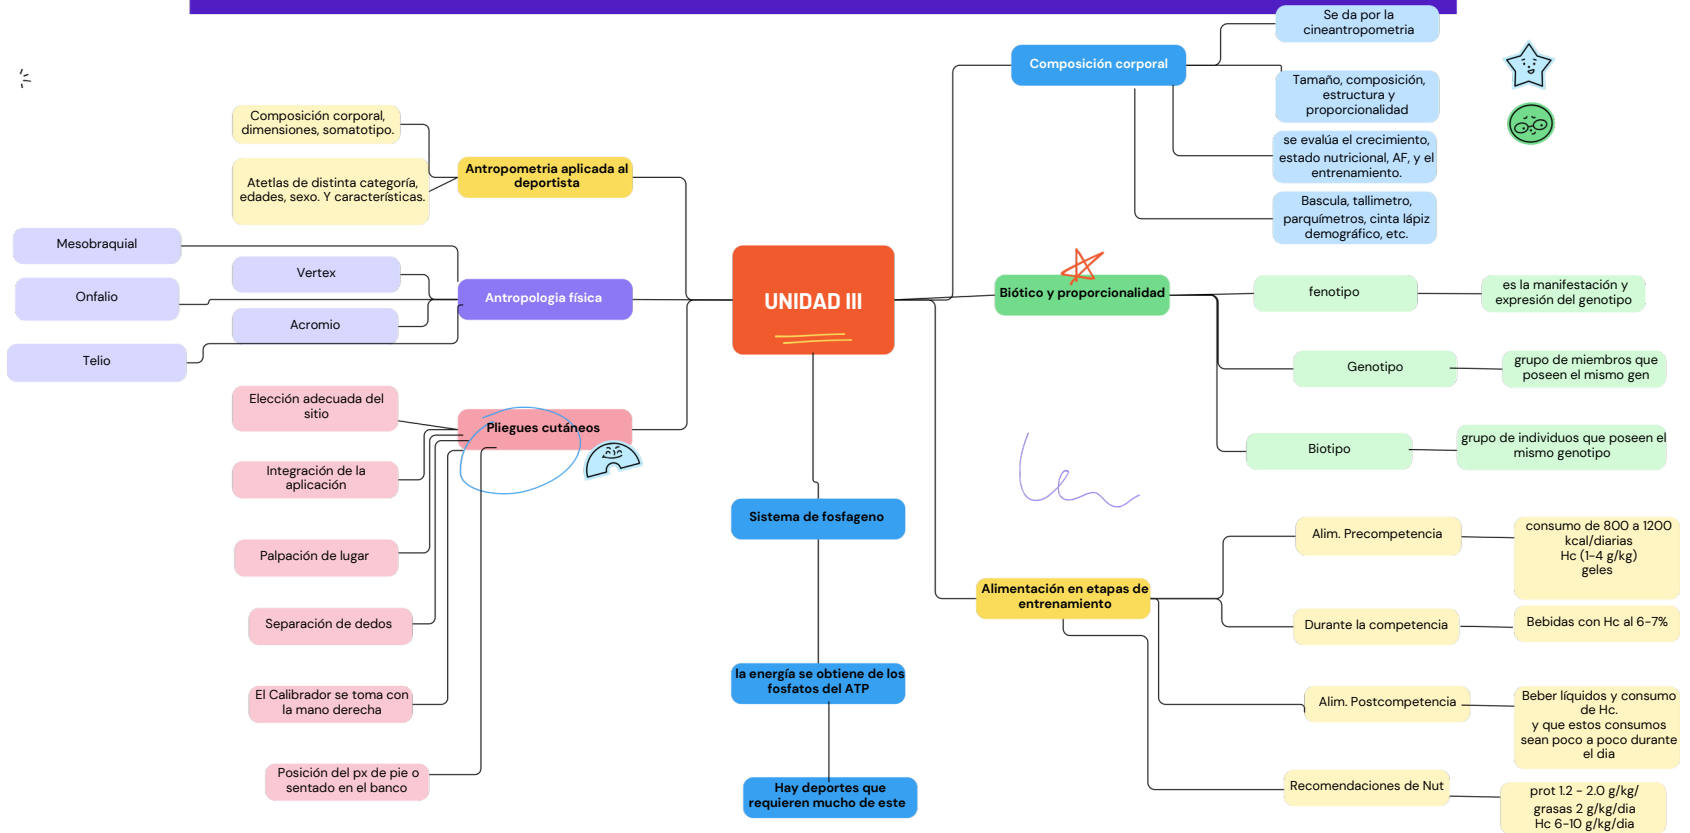 UNIDAD III
Antropometria aplicada al
deportista
Composición corporal,
dimensiones, somatotipo.
Atetlas de distinta categoría,
edades, sexo. Y características.
Antropologia física
Mesobraquial
Vertex
Onfalio
Acromio
Telio
Pliegues cutáneos
Elección adecuada del
sitio
Integración de la
aplicación
Palpación de lugar
Separación de dedos
El Calibrador se toma con
la mano derecha
Posición del px de pie o
sentado en el banco
Sistema de fosfageno
la energía se obtiene de los
fosfatos del ATP
Hay deportes que
requieren mucho de este
Composición corporal
Se da por la
cineantropometria
Tamaño, composición,
estructura y
proporcionalidad
se evalúa el crecimiento,
estado nutricional, AF, y el
entrenamiento.
Bascula, tallimetro,
parquímetros, cinta lápiz
demográfico, etc.
Biótico y proporcionalidad
fenotipo
es la manifestación y
expresión del genotipo
Genotipo
grupo de miembros que
poseen el mismo gen
Biotipo
grupo de individuos que poseen el
mismo genotipo
Alimentación en etapas de
entrenamiento
Alim. Precompetencia
consumo de 800 a 1200
kcal/diarias
Hc (1-4 g/kg)
geles
Durante la competencia
Bebidas con Hc al 6-7%
Alim. Postcompetencia
Beber líquidos y consumo
de Hc.
y que estos consumos
sean poco a poco durante
el dia
Recomendaciones de Nut
prot 1.2 - 2.0 g/kg/
grasas 2 g/kg/dia
Hc 6-10 g/kg/dia